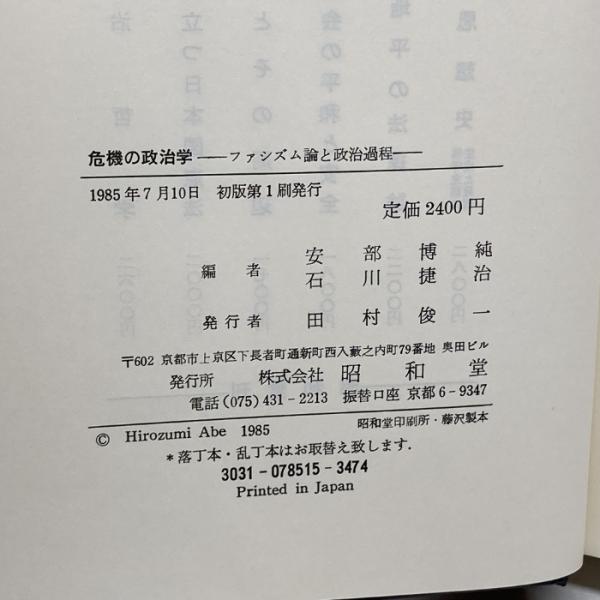 危機の政治学——ファシズム論と政治過程——
1985年7月10日　初版第1刷発行
定価2400円
編者　安部博純
石川捷治
発行者　田村俊一
〒602 京都市上京区下長者町通新町西入藪之内町79番地 奥田ビル
発行所　株式会社 昭和堂
電話(075)431-2213　振替口座 京都6-9347
© Hirozumi Abe 1985　昭和堂印刷所・藤沢製本
*落丁本・乱丁本はお取替え致します.
3031-078515-3474
Printed in Japan